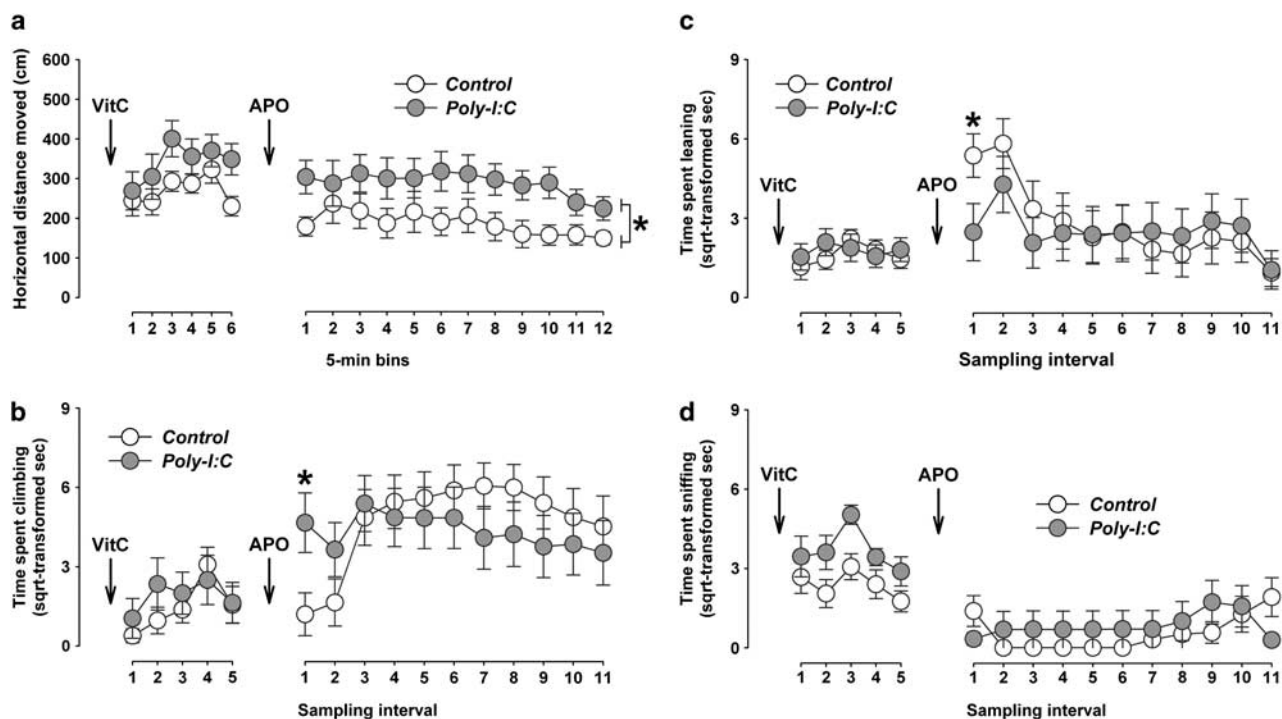 a
Horizontal distance moved (cm)
600
500
400
300
200
100
0
VitC
APO
Control
Poly-I:C
*
1 2 3 4 5 6
1 2 3 4 5 6 7 8 9 10 11 12
5-min bins
b
Time spent climbing
(sqrt-transformed sec)
9
6
3
0
Control
Poly-I:C
VitC
APO
*
1 2 3 4 5
1 2 3 4 5 6 7 8 9 10 11
Sampling interval
c
Time spent leaning
(sqrt-transformed sec)
9
6
3
0
Control
Poly-I:C
VitC
APO
*
1 2 3 4 5
1 2 3 4 5 6 7 8 9 10 11
Sampling interval
d
Time spent sniffing
(sqrt-transformed sec)
9
6
3
0
VitC
APO
Control
Poly-I:C
1 2 3 4 5
1 2 3 4 5 6 7 8 9 10 11
Sampling interval